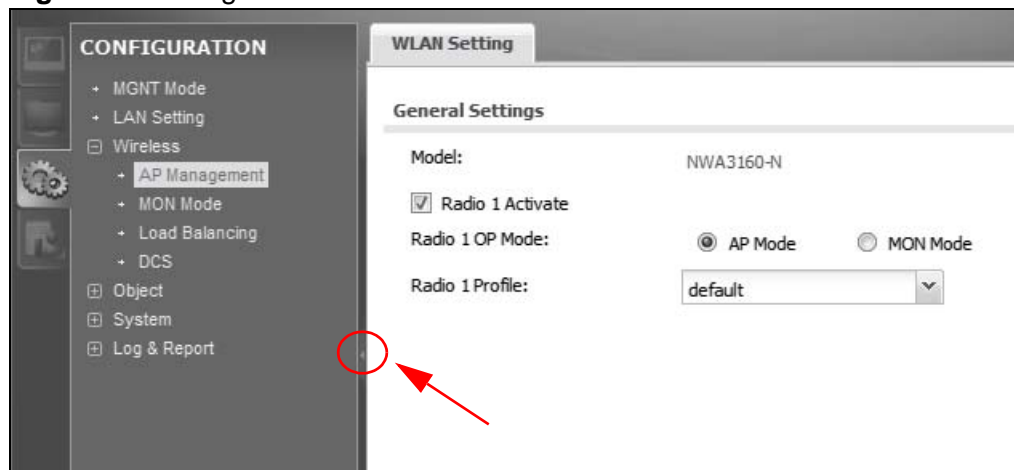 CONFIGURATION
MGNT Mode
LAN Setting
Wireless
AP Management
MON Mode
Load Balancing
DCS
Object
System
Log & Report
WLAN Setting
General Settings
Model: NWA3160-N
Radio 1 Activate
Radio 1 OP Mode: AP Mode MON Mode
Radio 1 Profile: default